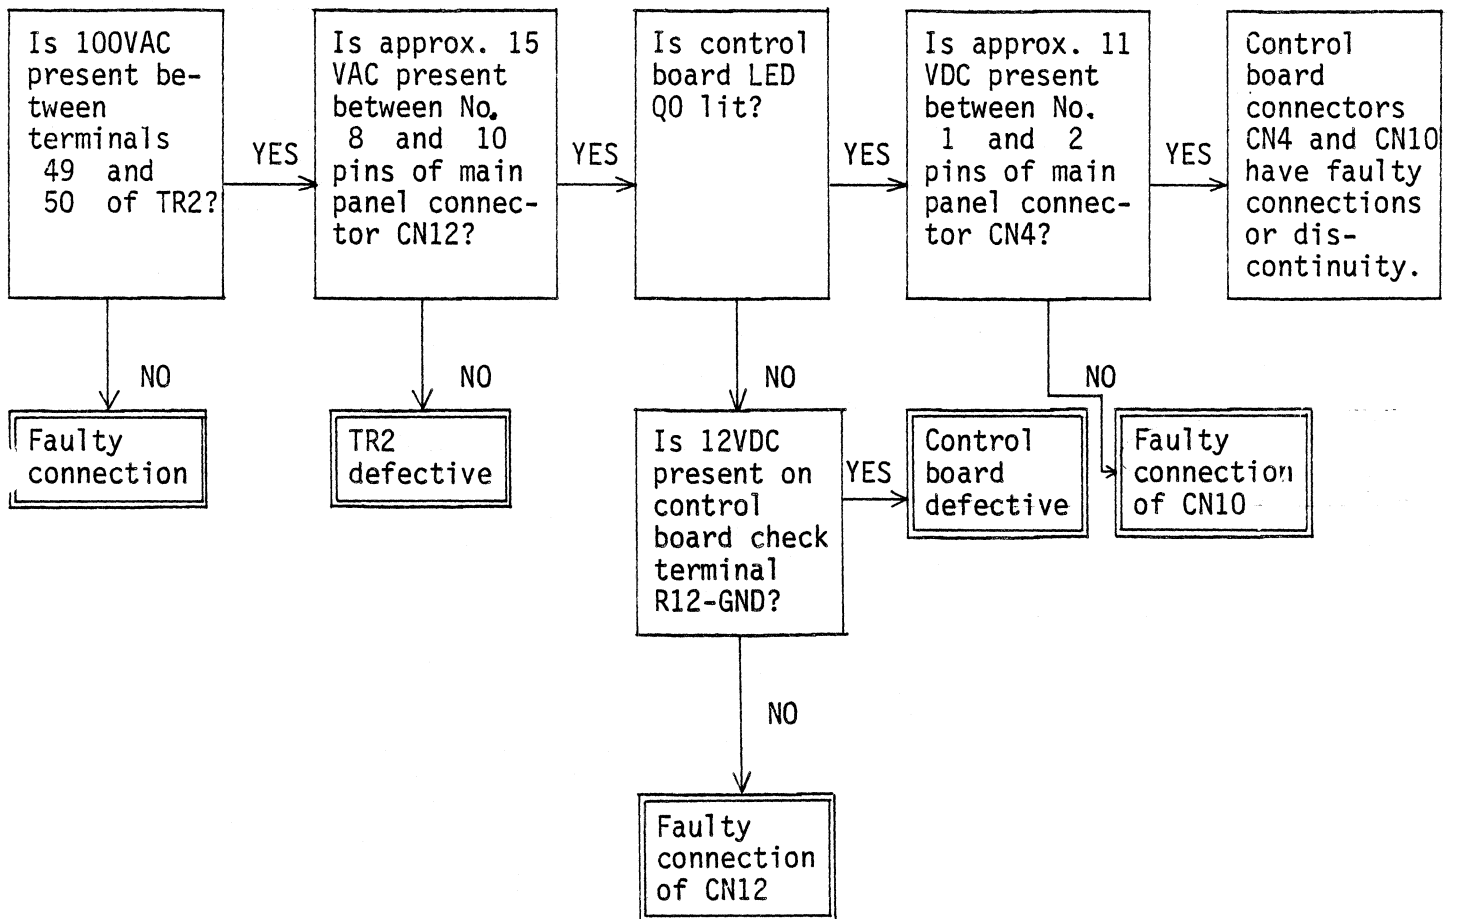 Is 100VAC
present be-
tween
terminals
49 and
50 of TR2?
YES
Is approx. 15
VAC present
between No.
8 and 10
pins of main
panel connec-
tor CN12?
YES
Is control
board LED
Q0 lit?
YES
Is approx. 11
VDC present
between No.
1 and 2
pins of main
panel connec-
tor CN4?
YES
Control
board
connectors
CN4 and CN10
have faulty
connections
or dis-
continuity.
NO
NO
NO
NO
Faulty
connection
TR2
defective
Is 12VDC
present on
control
board check
terminal
R12-GND?
YES
Control
board
defective
Faulty
connection
of CN10
NO
Faulty
connection
of CN12